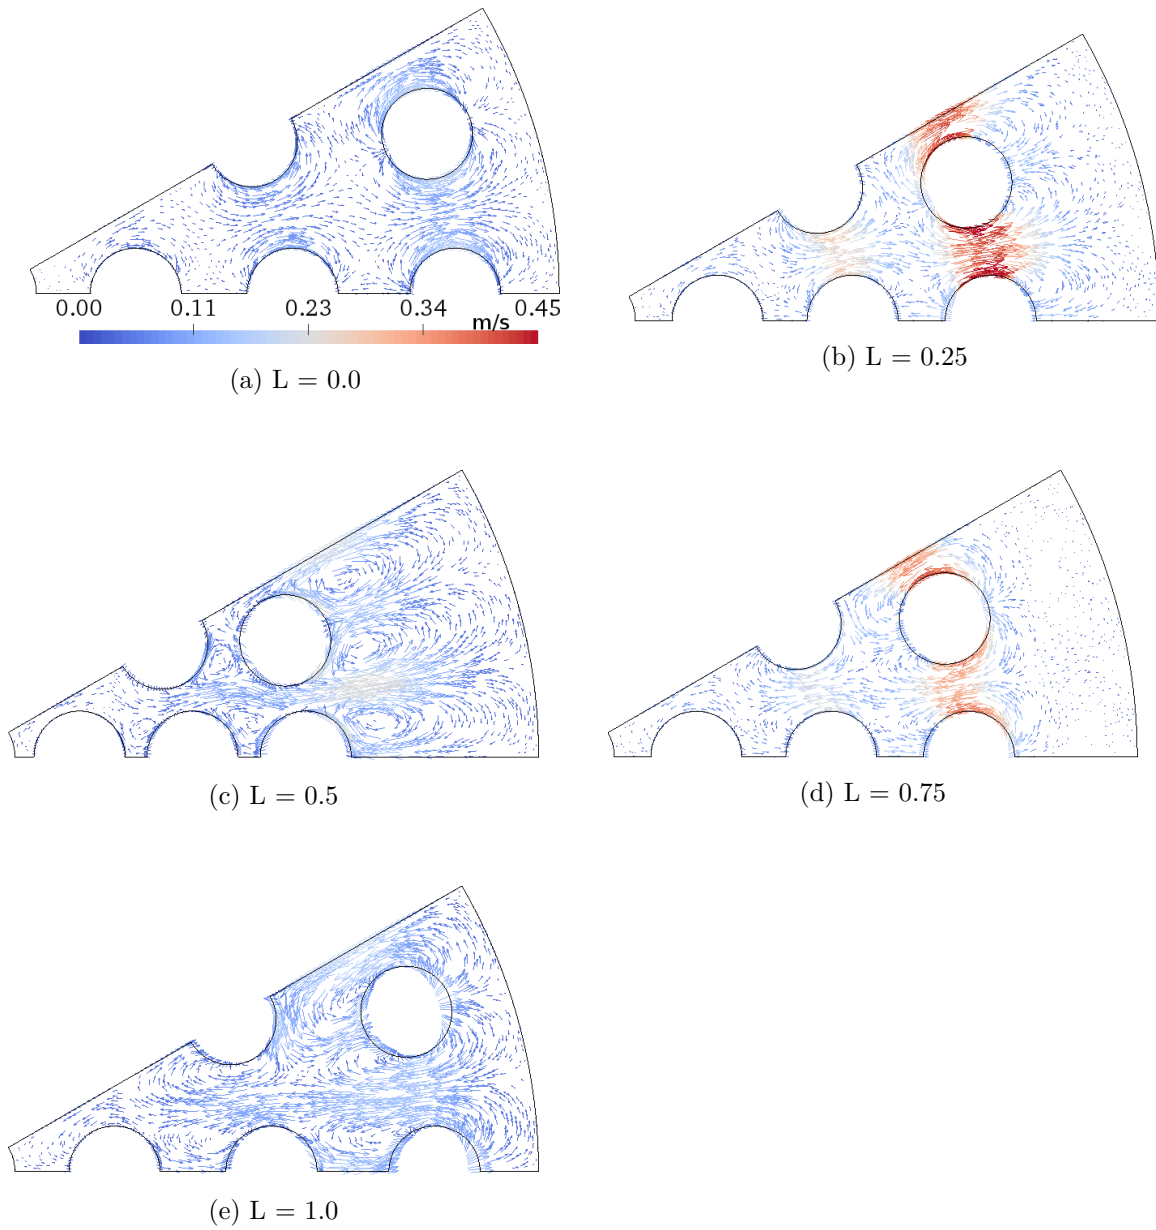 0.00 0.11 0.23 0.34 0.45
m/s
(a) L = 0.0
(b) L = 0.25
(c) L = 0.5
(d) L = 0.75
(e) L = 1.0